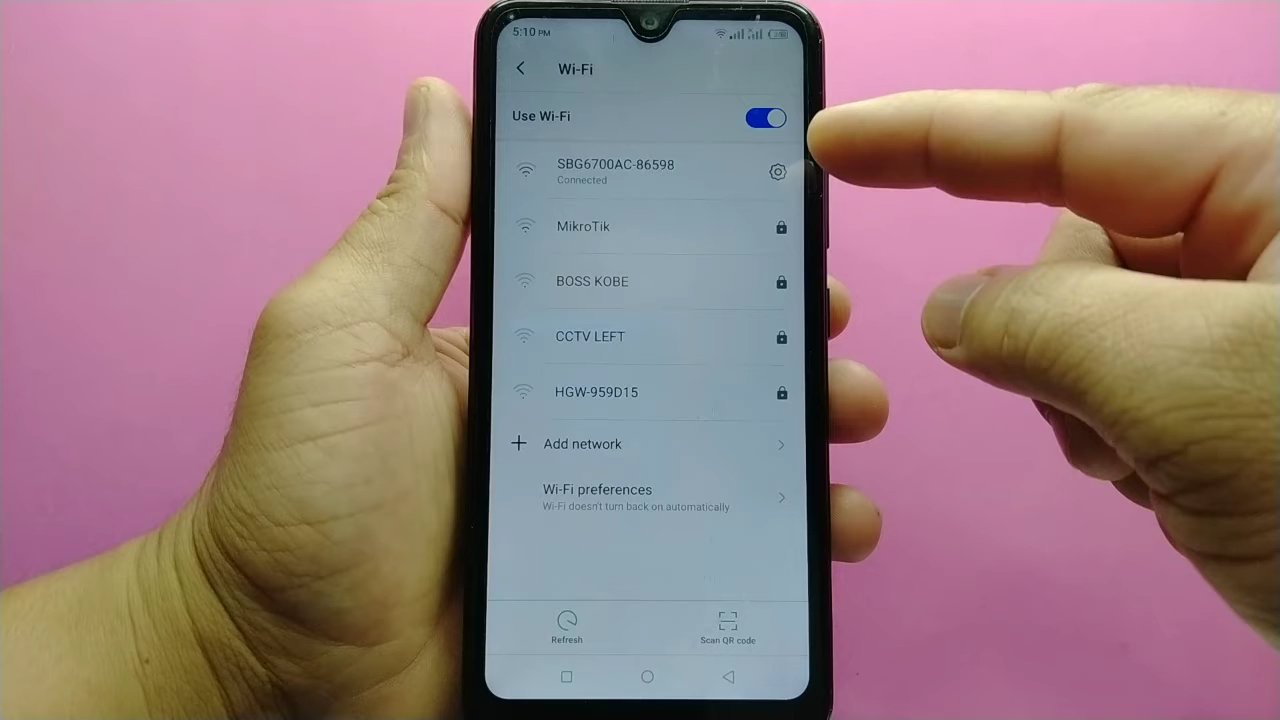 5:10 PM
Wi-Fi
Use Wi-Fi
SBG6700AC-86598
Connected
MikroTik
BOSS KOBE
CCTV LEFT
HGW-959D15
Add network
Wi-Fi preferences
Wi-Fi doesn't turn back on automatically
Refresh
Scan QR code